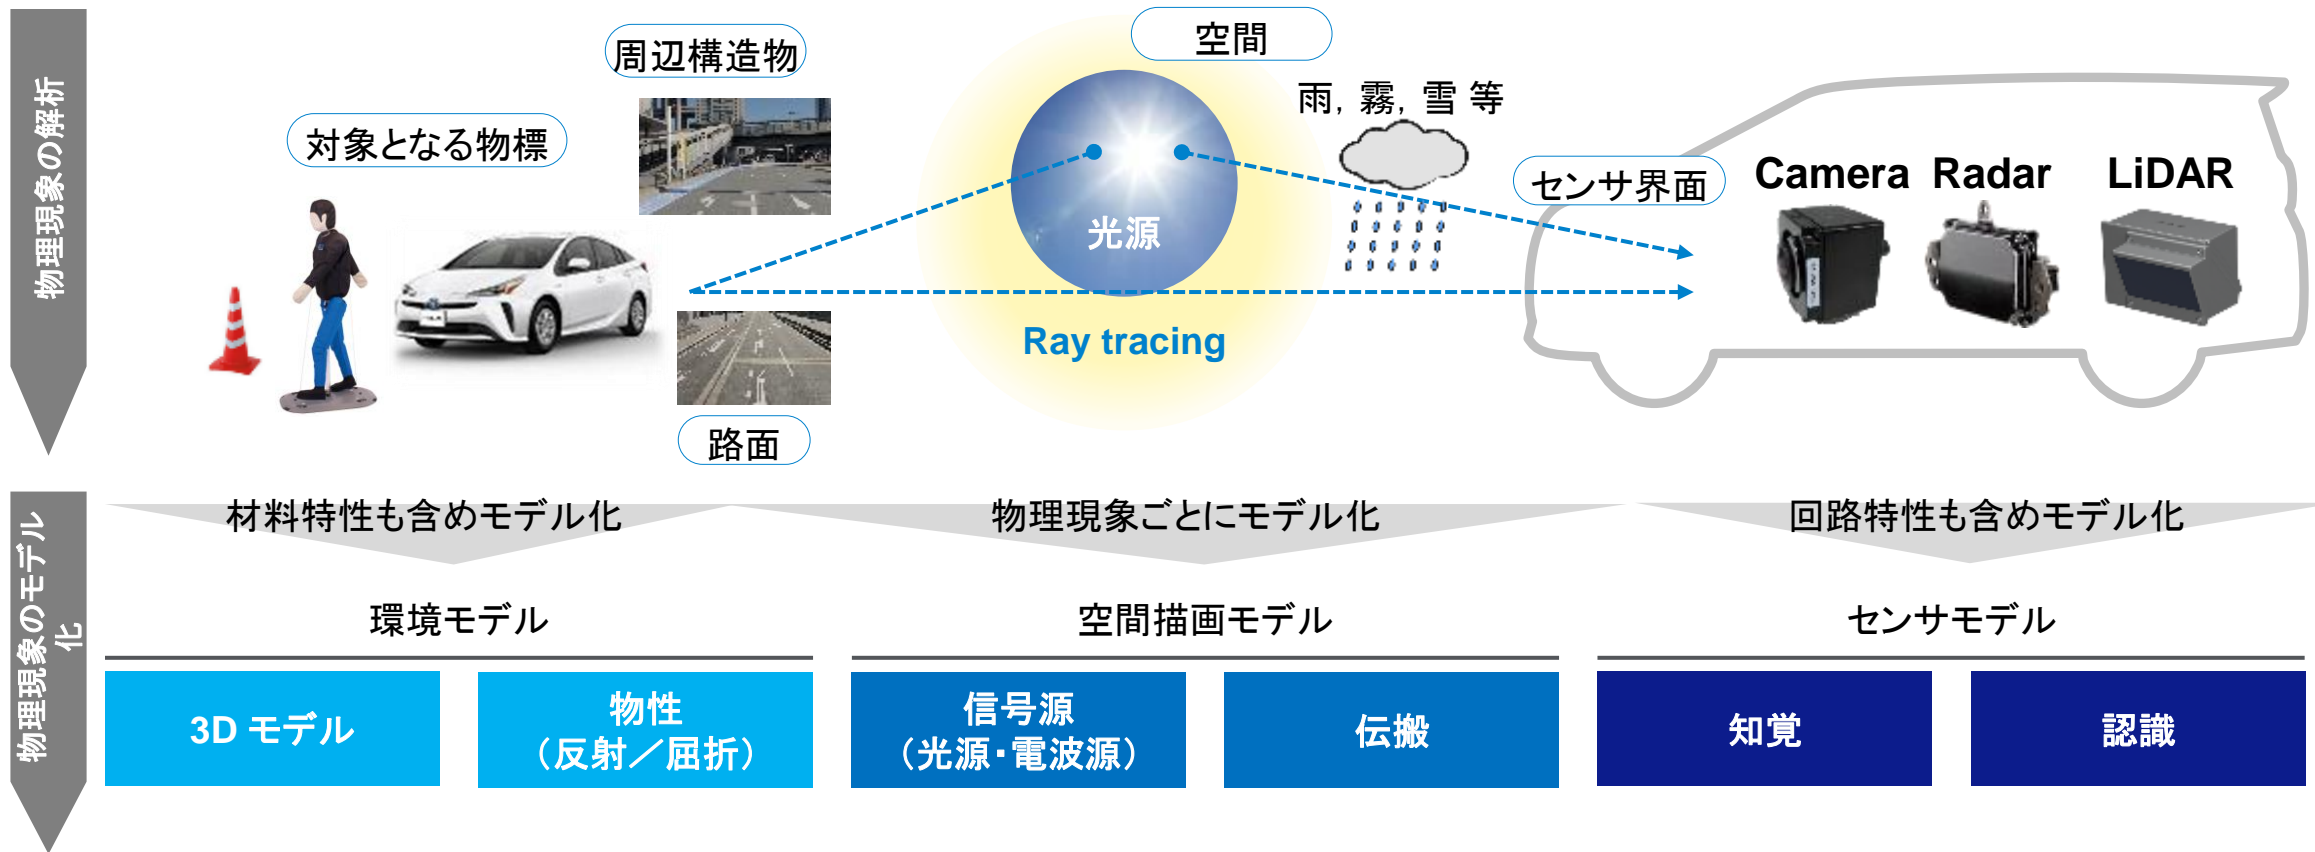 物理現象の解析
周辺構造物
空間
対象となる物標
雨, 霧, 雪 等
センサ界面
Camera
Radar
LiDAR
光源
Ray tracing
路面
物理現象のモデル
化
材料特性も含めモデル化
物理現象ごとにモデル化
回路特性も含めモデル化
環境モデル
空間描画モデル
センサモデル
3D モデル
物性
（反射／屈折）
信号源
（光源・電波源）
伝搬
知覚
認識